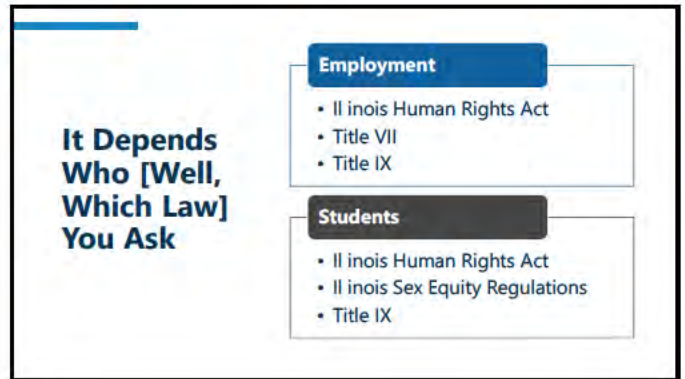 It Depends
Who [Well,
Which Law]
You Ask
Employment
• Il inois Human Rights Act
• Title VII
• Title IX
Students
• Il inois Human Rights Act
• Il inois Sex Equity Regulations
• Title IX